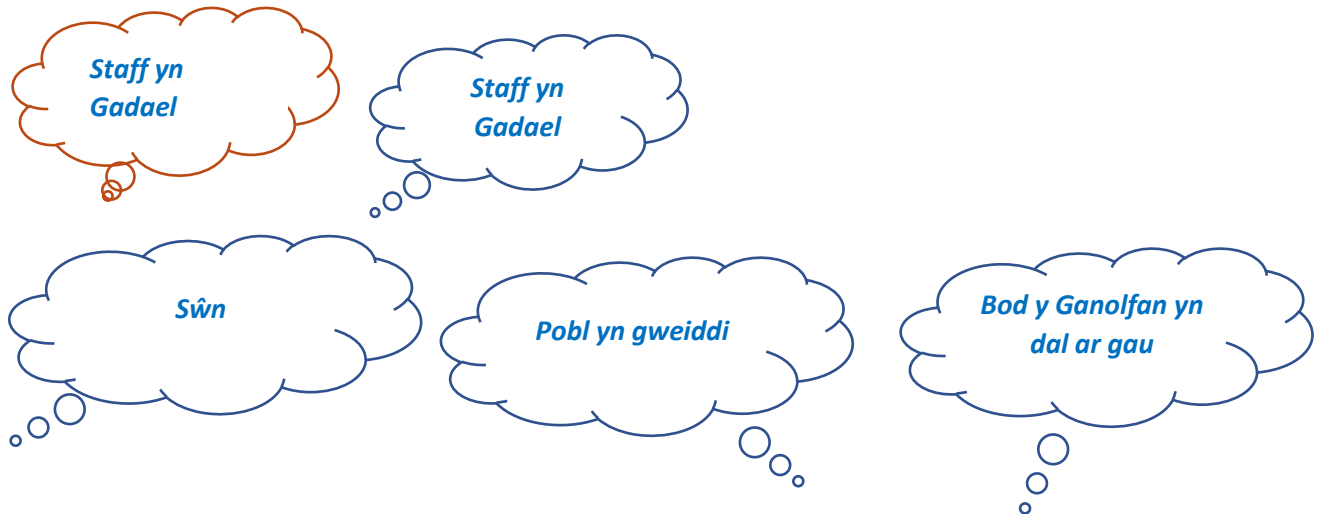 Staff yn
Gadael
Staff yn
Gadael
Sŵn
Pobl yn gweiddi
Bod y Ganolfan yn
dal ar gau